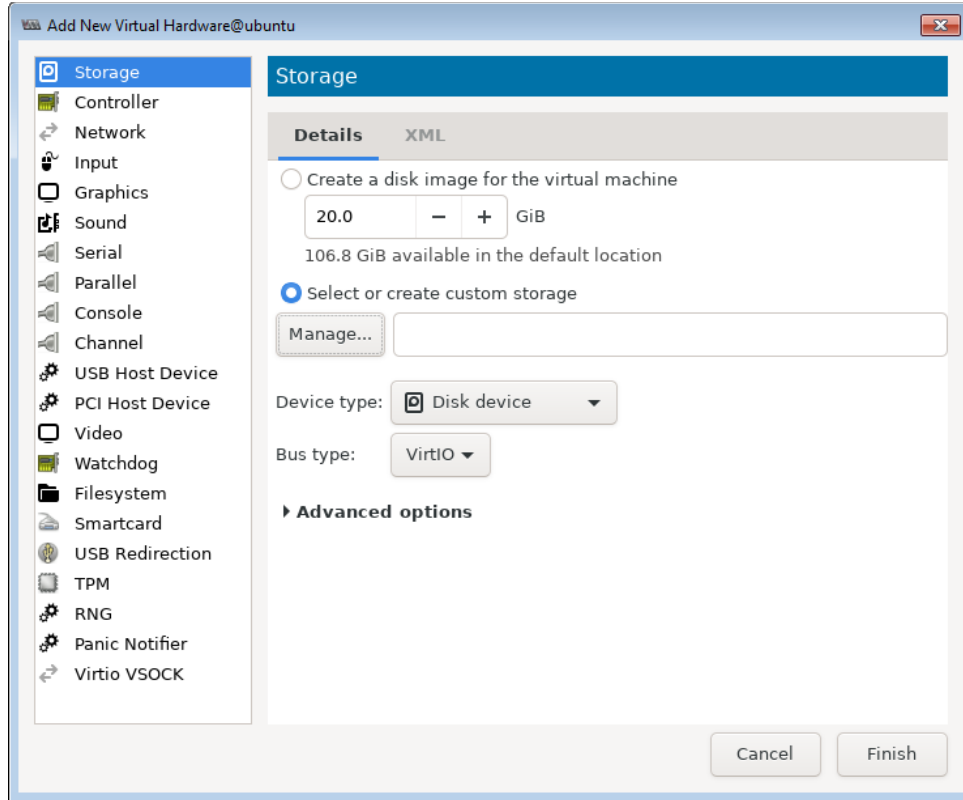 Add New Virtual Hardware@ubuntu
Storage
Controller
Network
Input
Graphics
Sound
Serial
Parallel
Console
Channel
USB Host Device
PCI Host Device
Video
Watchdog
Filesystem
Smartcard
USB Redirection
TPM
RNG
Panic Notifier
Virtio VSOCK
Storage
Details XML
Create a disk image for the virtual machine
20.0 − + GiB
106.8 GiB available in the default location
Select or create custom storage
Manage...
Device type: Disk device
Bus type: VirtIO
Advanced options
Cancel Finish